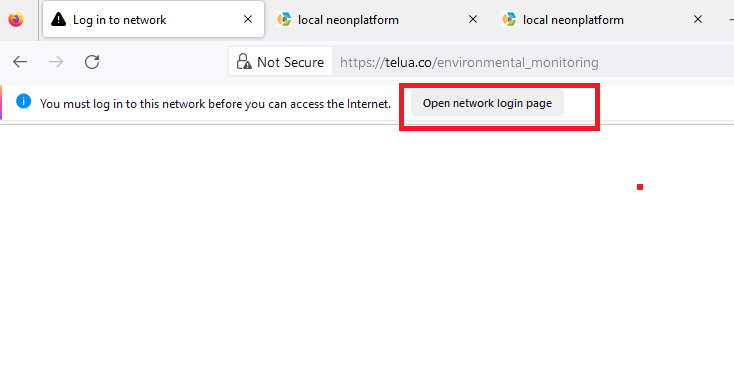 Log in to network
local neonplatform
local neonplatform
Not Secure https://telua.co/environmental_monitoring
You must log in to this network before you can access the Internet. Open network login page